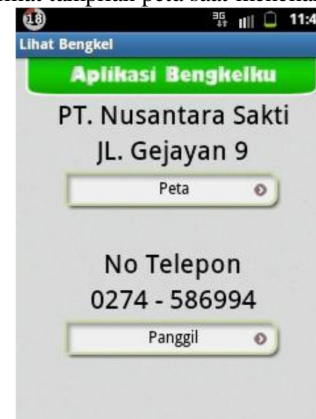 18 3G 11:4
Lihat Bengkel
Aplikasi Bengkelku
PT. Nusantara Sakti
JL. Gejayan 9
Peta
No Telepon
0274 - 586994
Panggil